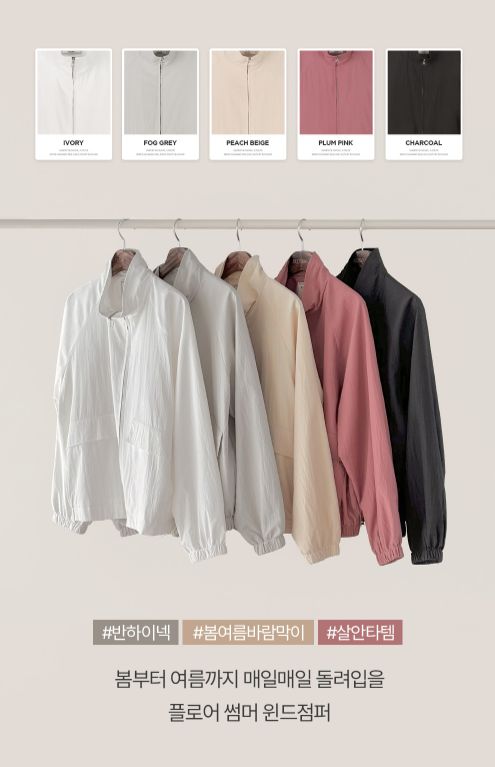 IVORY
FOG GREY
PEACH BEIGE
PLUM PINK
CHARCOAL
#반하이넥 #봄여름바람막이 #살안타템
봄부터 여름까지 매일매일 돌려입을
플로어 썸머 윈드점퍼